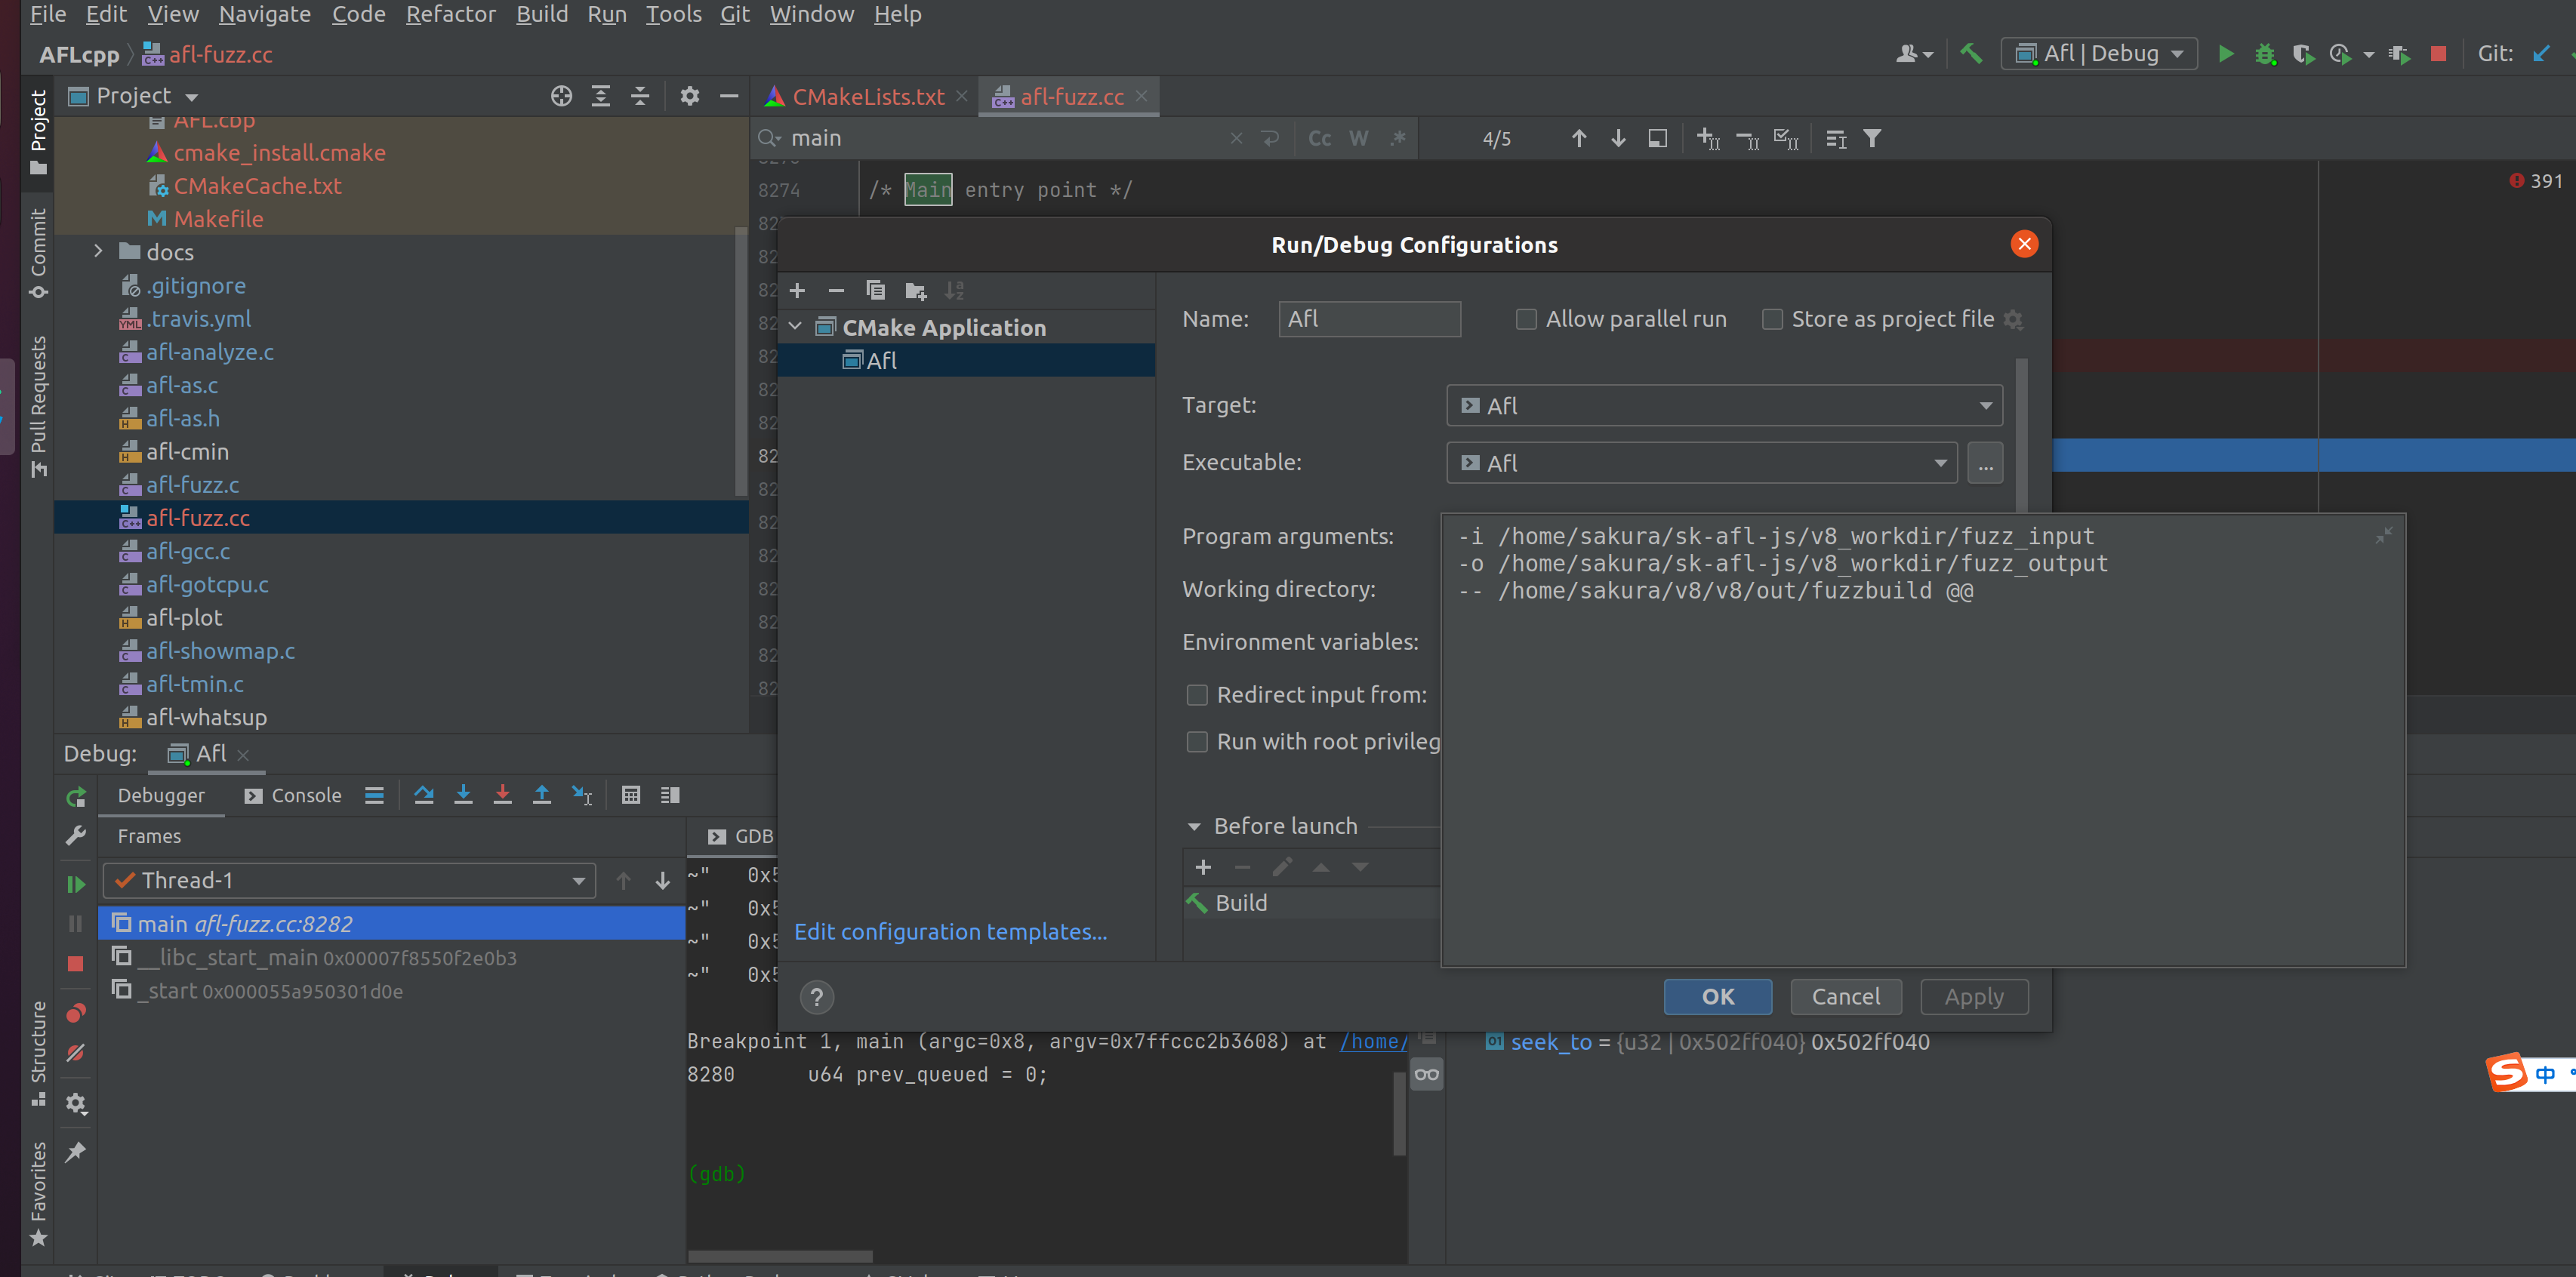 File Edit View Navigate Code Refactor Build Run Tools Git Window Help
AFLcpp afl-fuzz.cc
Afl | Debug
Git:
Project
CMakeLists.txt
afl-fuzz.cc
main
Cc W .*
4/5
AFL.cbp
cmake_install.cmake
CMakeCache.txt
Makefile
docs
.gitignore
.travis.yml
afl-analyze.c
afl-as.c
afl-as.h
afl-cmin
afl-fuzz.c
afl-fuzz.cc
afl-gcc.c
afl-gotcpu.c
afl-plot
afl-showmap.c
afl-tmin.c
afl-whatsup
Project
Commit
Pull Requests
Structure
Favorites
8274 /* Main entry point */
391
Run/Debug Configurations
CMake Application
Afl
Edit configuration templates...
Name: Afl
Allow parallel run
Store as project file
Target: Afl
Executable: Afl
...
Program arguments:
-i /home/sakura/sk-afl-js/v8_workdir/fuzz_input
-o /home/sakura/sk-afl-js/v8_workdir/fuzz_output
-- /home/sakura/v8/v8/out/fuzzbuild @@
Working directory:
Environment variables:
Redirect input from:
Run with root privileg
Before launch
Build
?
OK
Cancel
Apply
Debug: Afl
Debugger
Console
Frames
GDB
Thread-1
main afl-fuzz.cc:8282
__libc_start_main 0x00007f8550f2e0b3
_start 0x000055a950301d0e
~" 0x5
~" 0x5
~" 0x5
~" 0x5
Breakpoint 1, main (argc=0x8, argv=0x7ffccc2b3608) at /home/
8280 u64 prev_queued = 0;
(gdb)
seek_to = {u32 | 0x502ff040} 0x502ff040
中